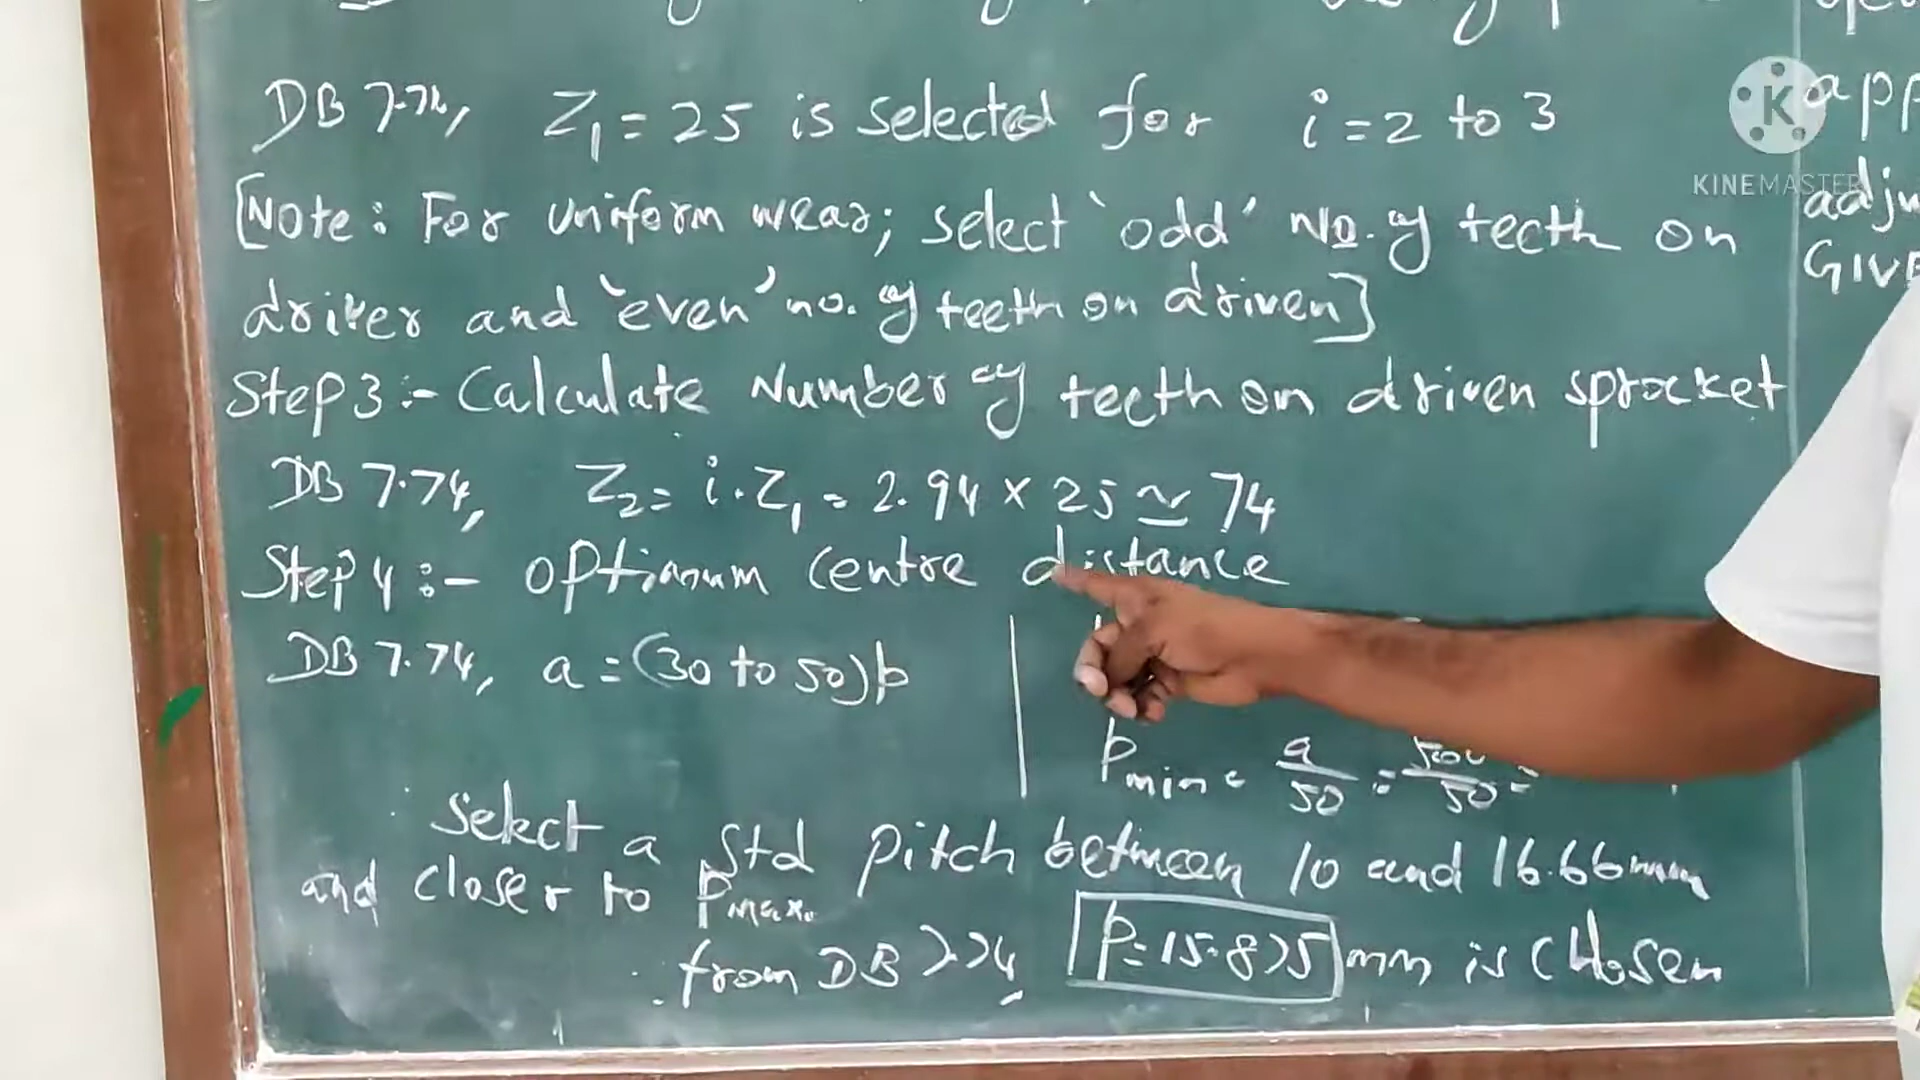 DB 7.74, Z₁ = 25 is selected for i = 2 to 3
[Note: For uniform wear; select 'odd' No. of teeth on
driver and 'even' no. of teeth on driven]
Step 3:- Calculate Number of teeth on driven sprocket
DB 7.74, Z₂ = i.Z₁ = 2.94 × 25 ≃ 74
Step 4:- Optimum Centre distance
DB 7.74, a = (30 to 50)p
Pmin = a/50 = 500/50 =
Select a std pitch between 10 and 16.66mm
and closer to Pmax.
from DB 7.74, p = 15.875 mm is chosen
app
adju
GIVE
K
KINEMASTER